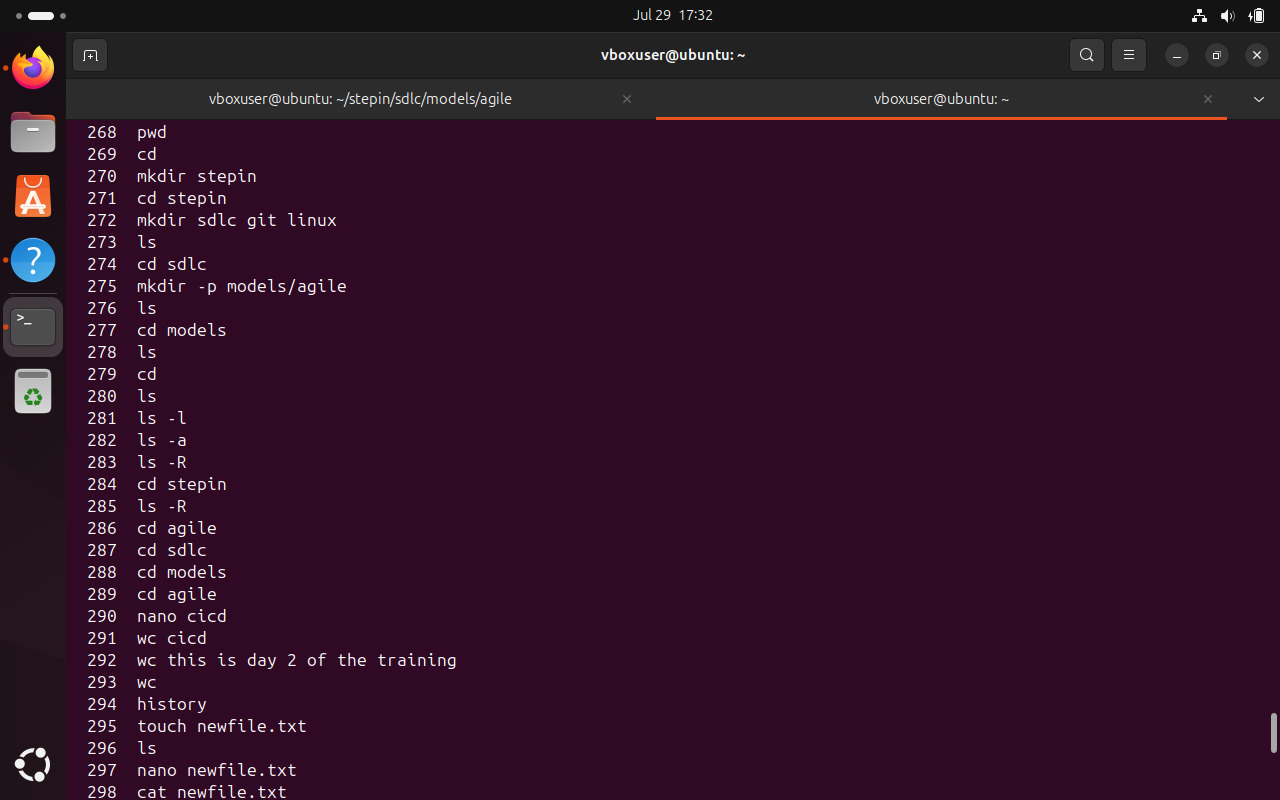 Jul 29 17:32
vboxuser@ubuntu: ~
vboxuser@ubuntu: ~/stepin/sdlc/models/agile
vboxuser@ubuntu: ~
268 pwd
269 cd
270 mkdir stepin
271 cd stepin
272 mkdir sdlc git linux
273 ls
274 cd sdlc
275 mkdir -p models/agile
276 ls
277 cd models
278 ls
279 cd
280 ls
281 ls -l
282 ls -a
283 ls -R
284 cd stepin
285 ls -R
286 cd agile
287 cd sdlc
288 cd models
289 cd agile
290 nano cicd
291 wc cicd
292 wc this is day 2 of the training
293 wc
294 history
295 touch newfile.txt
296 ls
297 nano newfile.txt
298 cat newfile.txt